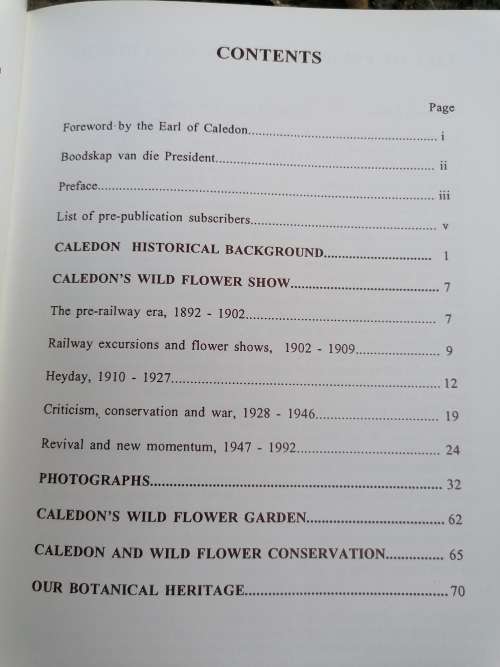 CONTENTS
Page
Foreword by the Earl of Caledon.................................................. i
Boodskap van die President.......................................................... ii
Preface......................................................................................... iii
List of pre-publication subscribers.................................................. v
CALEDON HISTORICAL BACKGROUND............................ 1
CALEDON'S WILD FLOWER SHOW...................................... 7
The pre-railway era, 1892 - 1902.................................................. 7
Railway excursions and flower shows, 1902 - 1909..................... 9
Heyday, 1910 - 1927.................................................................... 12
Criticism, conservation and war, 1928 - 1946............................... 19
Revival and new momentum, 1947 - 1992.................................... 24
PHOTOGRAPHS......................................................................... 32
CALEDON'S WILD FLOWER GARDEN.................................... 62
CALEDON AND WILD FLOWER CONSERVATION............... 65
OUR BOTANICAL HERITAGE.................................................. 70